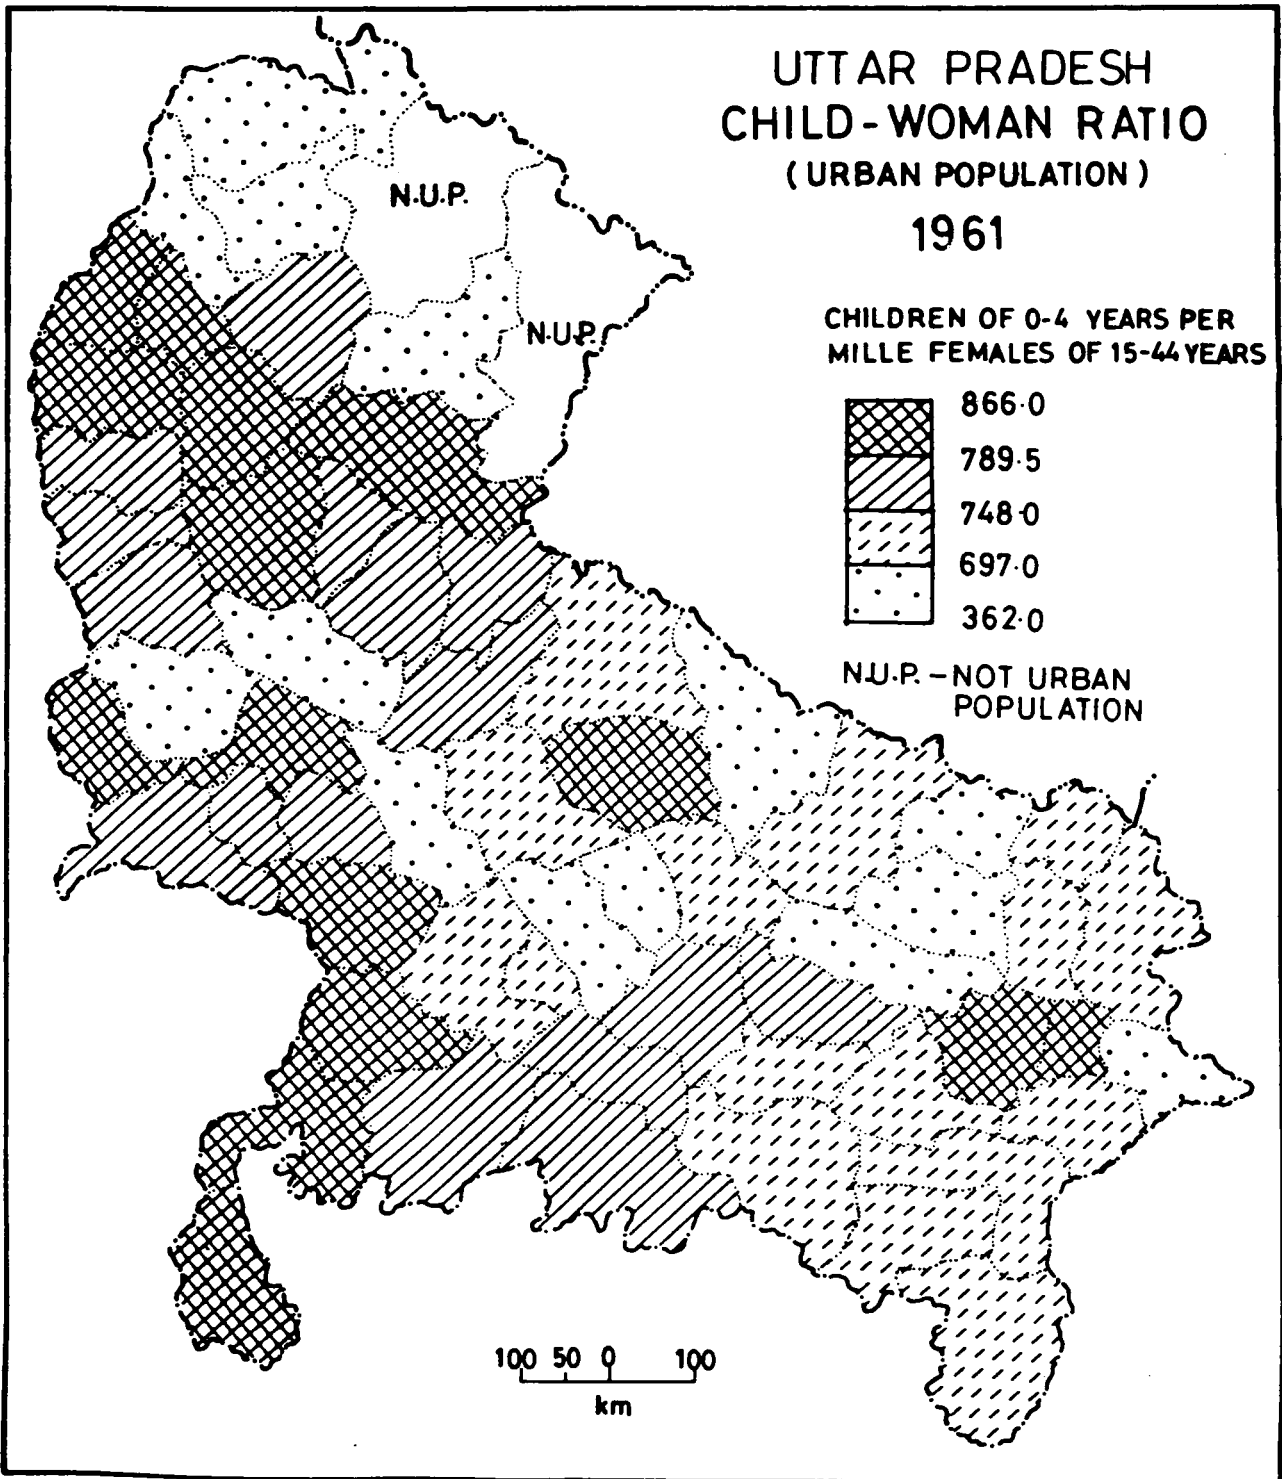 UTTAR PRADESH
CHILD-WOMAN RATIO
(URBAN POPULATION)
1961
N.U.P.
N.U.P.
CHILDREN OF 0-4 YEARS PER
MILLE FEMALES OF 15-44 YEARS
866.0
789.5
748.0
697.0
362.0
N.U.P. - NOT URBAN
POPULATION
100 50 0 100
km